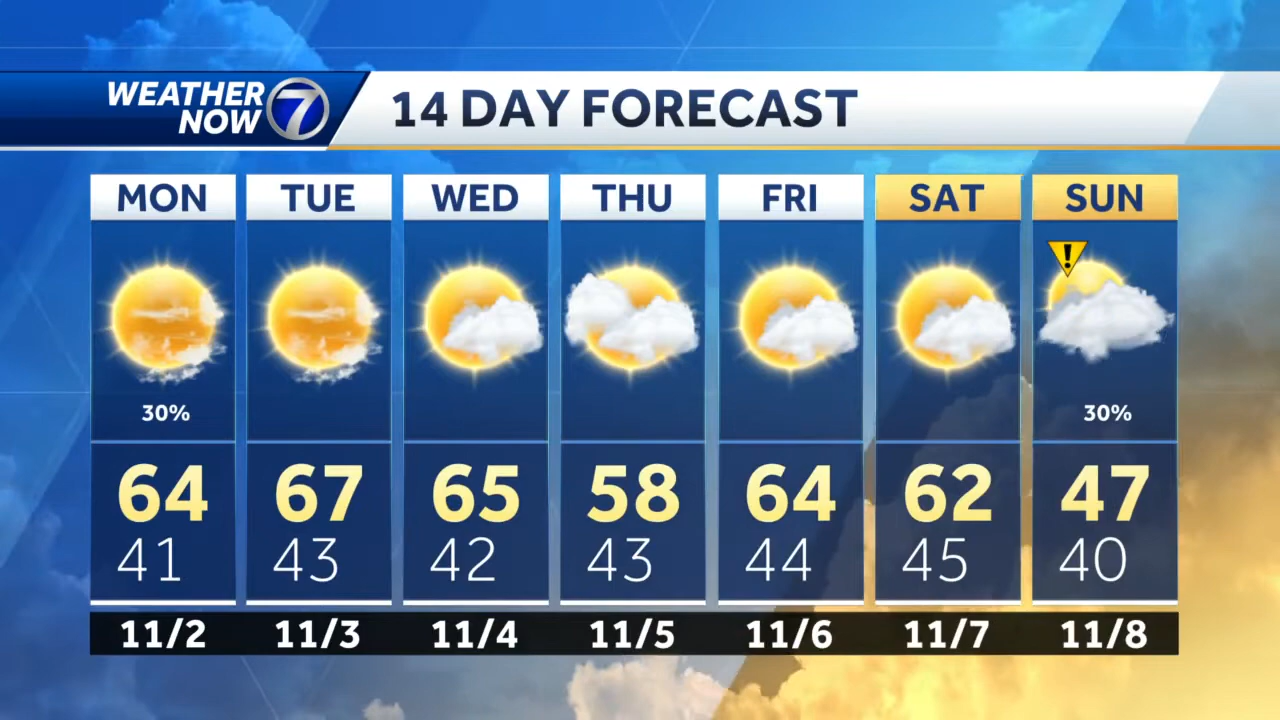 WEATHER
NOW 7
14 DAY FORECAST
MON TUE WED THU FRI SAT SUN
!
30% 30%
64 67 65 58 64 62 47
41 43 42 43 44 45 40
11/2 11/3 11/4 11/5 11/6 11/7 11/8